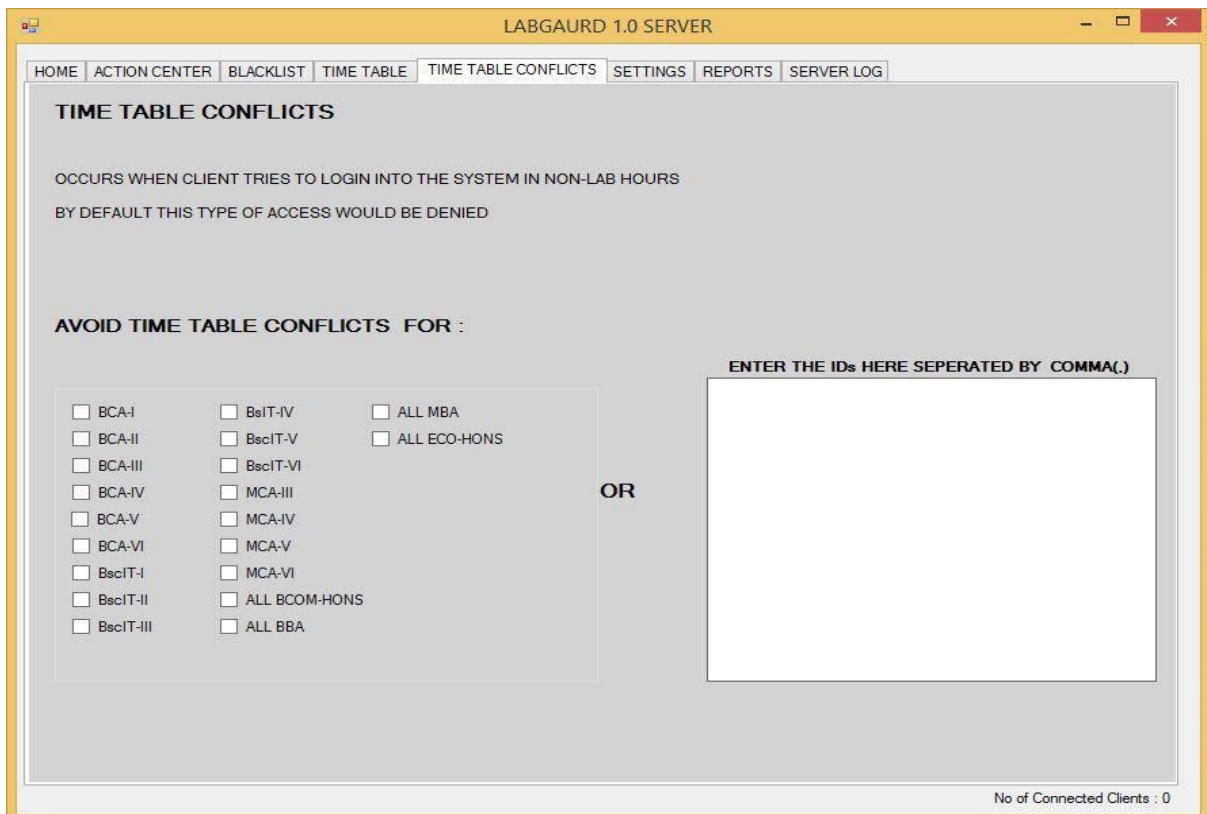 LABGAURD 1.0 SERVER
HOME ACTION CENTER BLACKLIST TIME TABLE TIME TABLE CONFLICTS SETTINGS REPORTS SERVER LOG
TIME TABLE CONFLICTS
OCCURS WHEN CLIENT TRIES TO LOGIN INTO THE SYSTEM IN NON-LAB HOURS
BY DEFAULT THIS TYPE OF ACCESS WOULD BE DENIED
AVOID TIME TABLE CONFLICTS FOR :
BCA-I
BCA-II
BCA-III
BCA-IV
BCA-V
BCA-VI
BscIT-I
BscIT-II
BscIT-III
BsIT-IV
BscIT-V
BscIT-VI
MCA-III
MCA-IV
MCA-V
MCA-VI
ALL BCOM-HONS
ALL BBA
ALL MBA
ALL ECO-HONS
OR
ENTER THE IDs HERE SEPERATED BY COMMA(,)
No of Connected Clients : 0